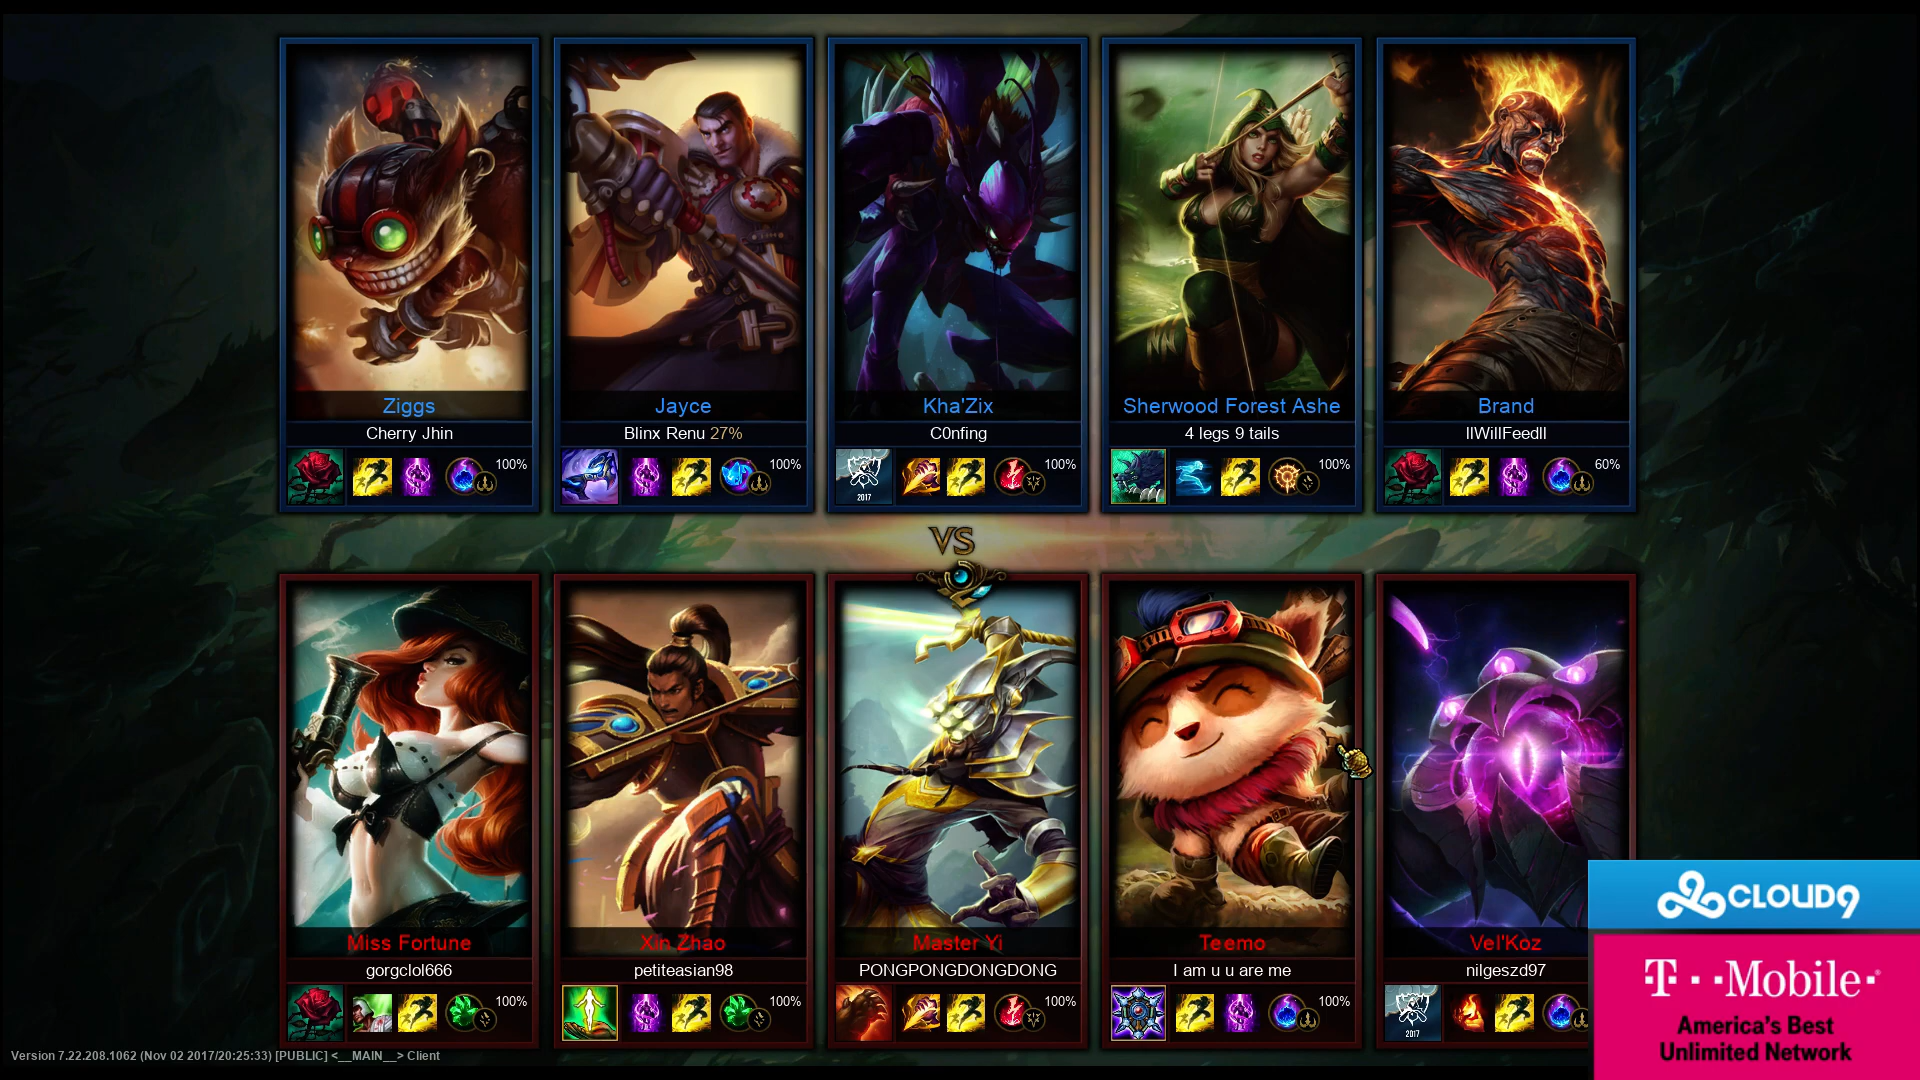 Ziggs
Cherry Jhin
100%
Jayce
Blinx Renu 27%
100%
Kha'Zix
C0nfing
2017
100%
Sherwood Forest Ashe
4 legs 9 tails
100%
Brand
llWillFeedll
60%
VS
Miss Fortune
gorgclol666
100%
Xin Zhao
petiteasian98
100%
Master Yi
PONGPONGDONGDONG
100%
Teemo
I am u u are me
100%
Vel'Koz
nilgeszd97
2017
CLOUD9
T··Mobile·®
America's Best
Unlimited Network
Version 7.22.208.1062 (Nov 02 2017/20:25:33) [PUBLIC] <__MAIN__> Client